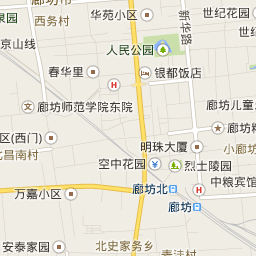 廊坊市
华苑小区
世纪花园
西务村
新华路
人民公园
世纪
京山线
春华里
银都饭店
廊坊师范学院东院
廊坊儿童
区(西门)
明珠大厦
小廊坊
北昌南村
空中花园
烈士陵园
廊坊北
中粮宾馆
万嘉小区
廊坊
安泰家园
北史家务乡